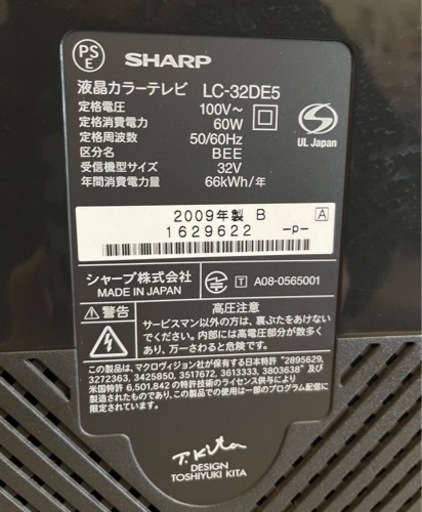 PS
E
SHARP
液晶カラーテレビ LC-32DE5
定格電圧 100V～
定格消費電力 60W
定格周波数 50/60Hz
区分名 BEE
受信機型サイズ 32V
年間消費電力量 66kWh/年
S
UL Japan
2009年製 B A
1629622 -p-
シャープ株式会社
MADE IN JAPAN
T A08-0565001
警告
高圧注意
サービスマン以外の方は、裏ぶたをあけない
でください。内部には高電圧部分が数多く
あり、万一さわると危険です。
この製品は、マクロヴィジョン社が保有する日本特許 "2895629,
3272363, 3425850, 3517672, 3613333, 3803638" 及び
米国特許 6,501,842 の特許技術のライセンス供与により
製造されており、この製品での使用は一部のプログラム配信に
限定されます。
T. Kita
DESIGN
TOSHIYUKI KITA